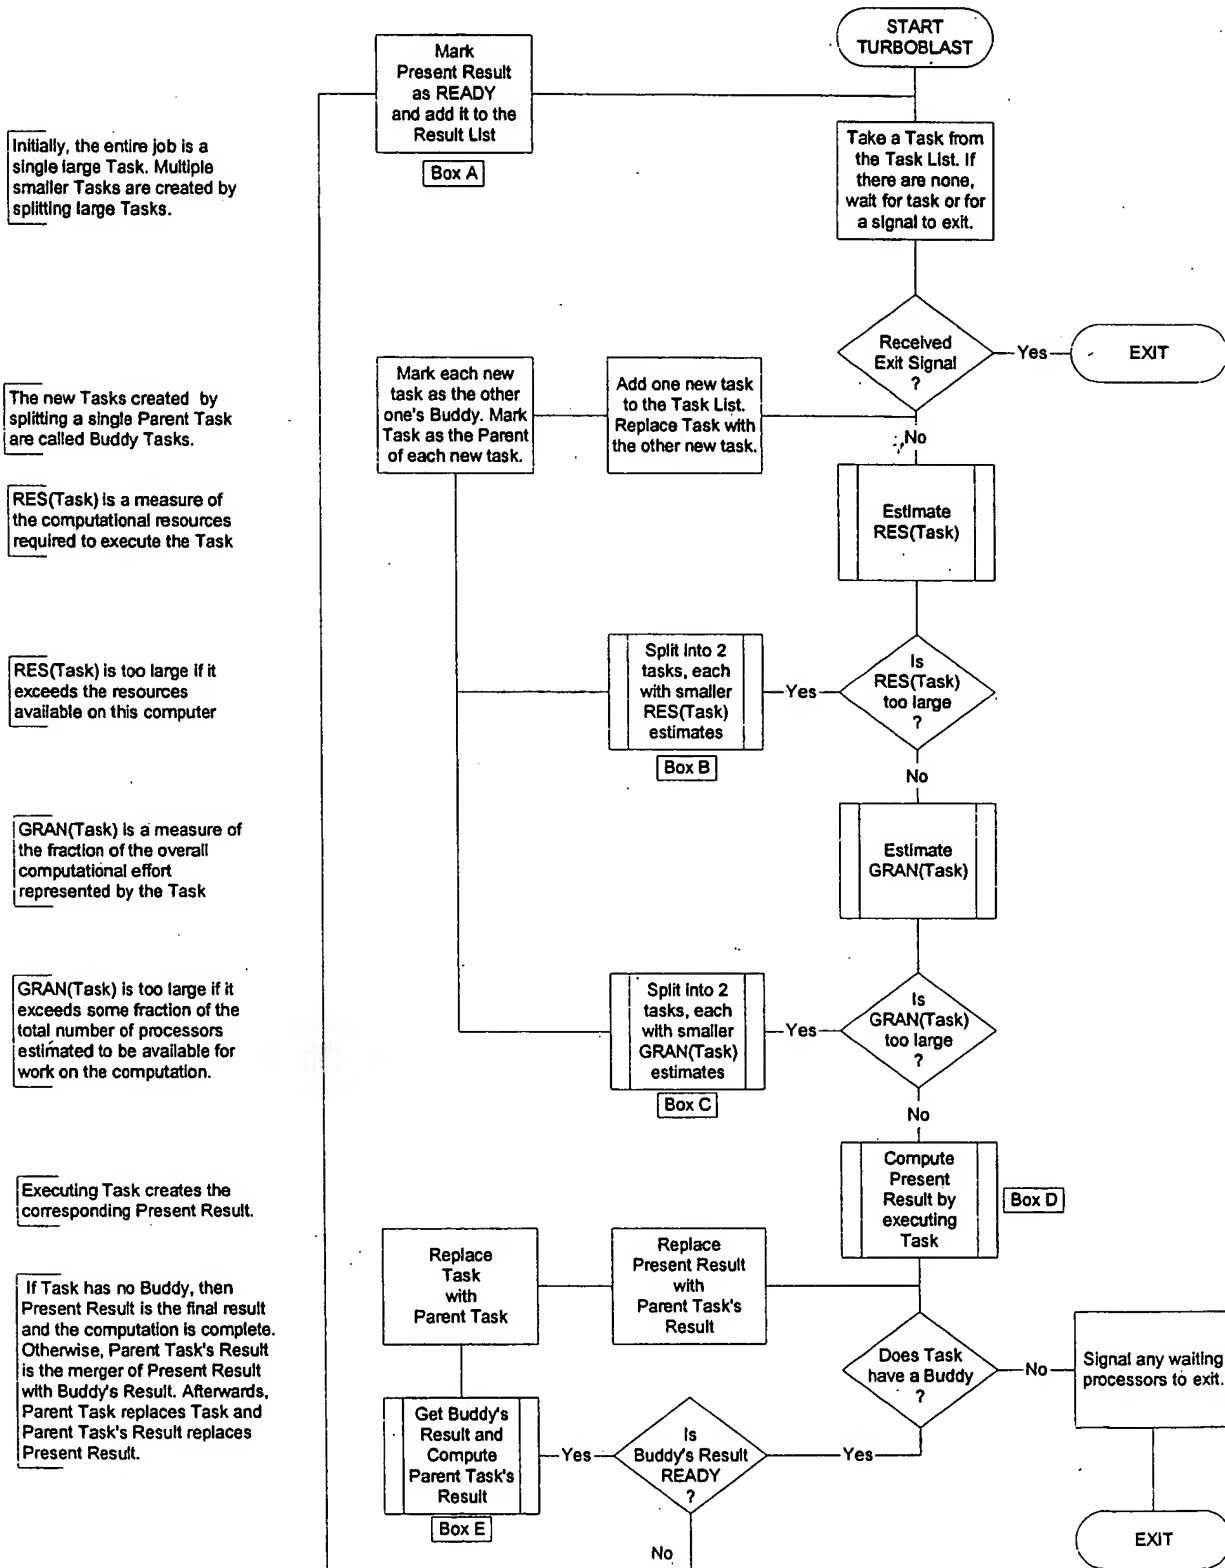 START
TURBOBLAST
Mark
Present Result
as READY
and add it to the
Result List
Box A
Take a Task from
the Task List. If
there are none,
wait for task or for
a signal to exit.
Initially, the entire job is a
single large Task. Multiple
smaller Tasks are created by
splitting large Tasks.
Received
Exit Signal
?
Yes
EXIT
No
Mark each new
task as the other
one's Buddy. Mark
Task as the Parent
of each new task.
Add one new task
to the Task List.
Replace Task with
the other new task.
The new Tasks created by
splitting a single Parent Task
are called Buddy Tasks.
Estimate
RES(Task)
RES(Task) is a measure of
the computational resources
required to execute the Task
Is
RES(Task)
too large
?
Yes
Split into 2
tasks, each
with smaller
RES(Task)
estimates
Box B
RES(Task) is too large if it
exceeds the resources
available on this computer
No
Estimate
GRAN(Task)
GRAN(Task) is a measure of
the fraction of the overall
computational effort
represented by the Task
Is
GRAN(Task)
too large
?
Yes
Split into 2
tasks, each
with smaller
GRAN(Task)
estimates
Box C
GRAN(Task) is too large if it
exceeds some fraction of the
total number of processors
estimated to be available for
work on the computation.
No
Compute
Present
Result by
executing
Task
Box D
Executing Task creates the
corresponding Present Result.
Replace
Task
with
Parent Task
Replace
Present Result
with
Parent Task's
Result
If Task has no Buddy, then
Present Result is the final result
and the computation is complete.
Otherwise, Parent Task's Result
is the merger of Present Result
with Buddy's Result. Afterwards,
Parent Task replaces Task and
Parent Task's Result replaces
Present Result.
Does Task
have a Buddy
?
No
Signal any waiting
processors to exit.
Yes
Is
Buddy's Result
READY
?
Yes
Get Buddy's
Result and
Compute
Parent Task's
Result
Box E
No
EXIT